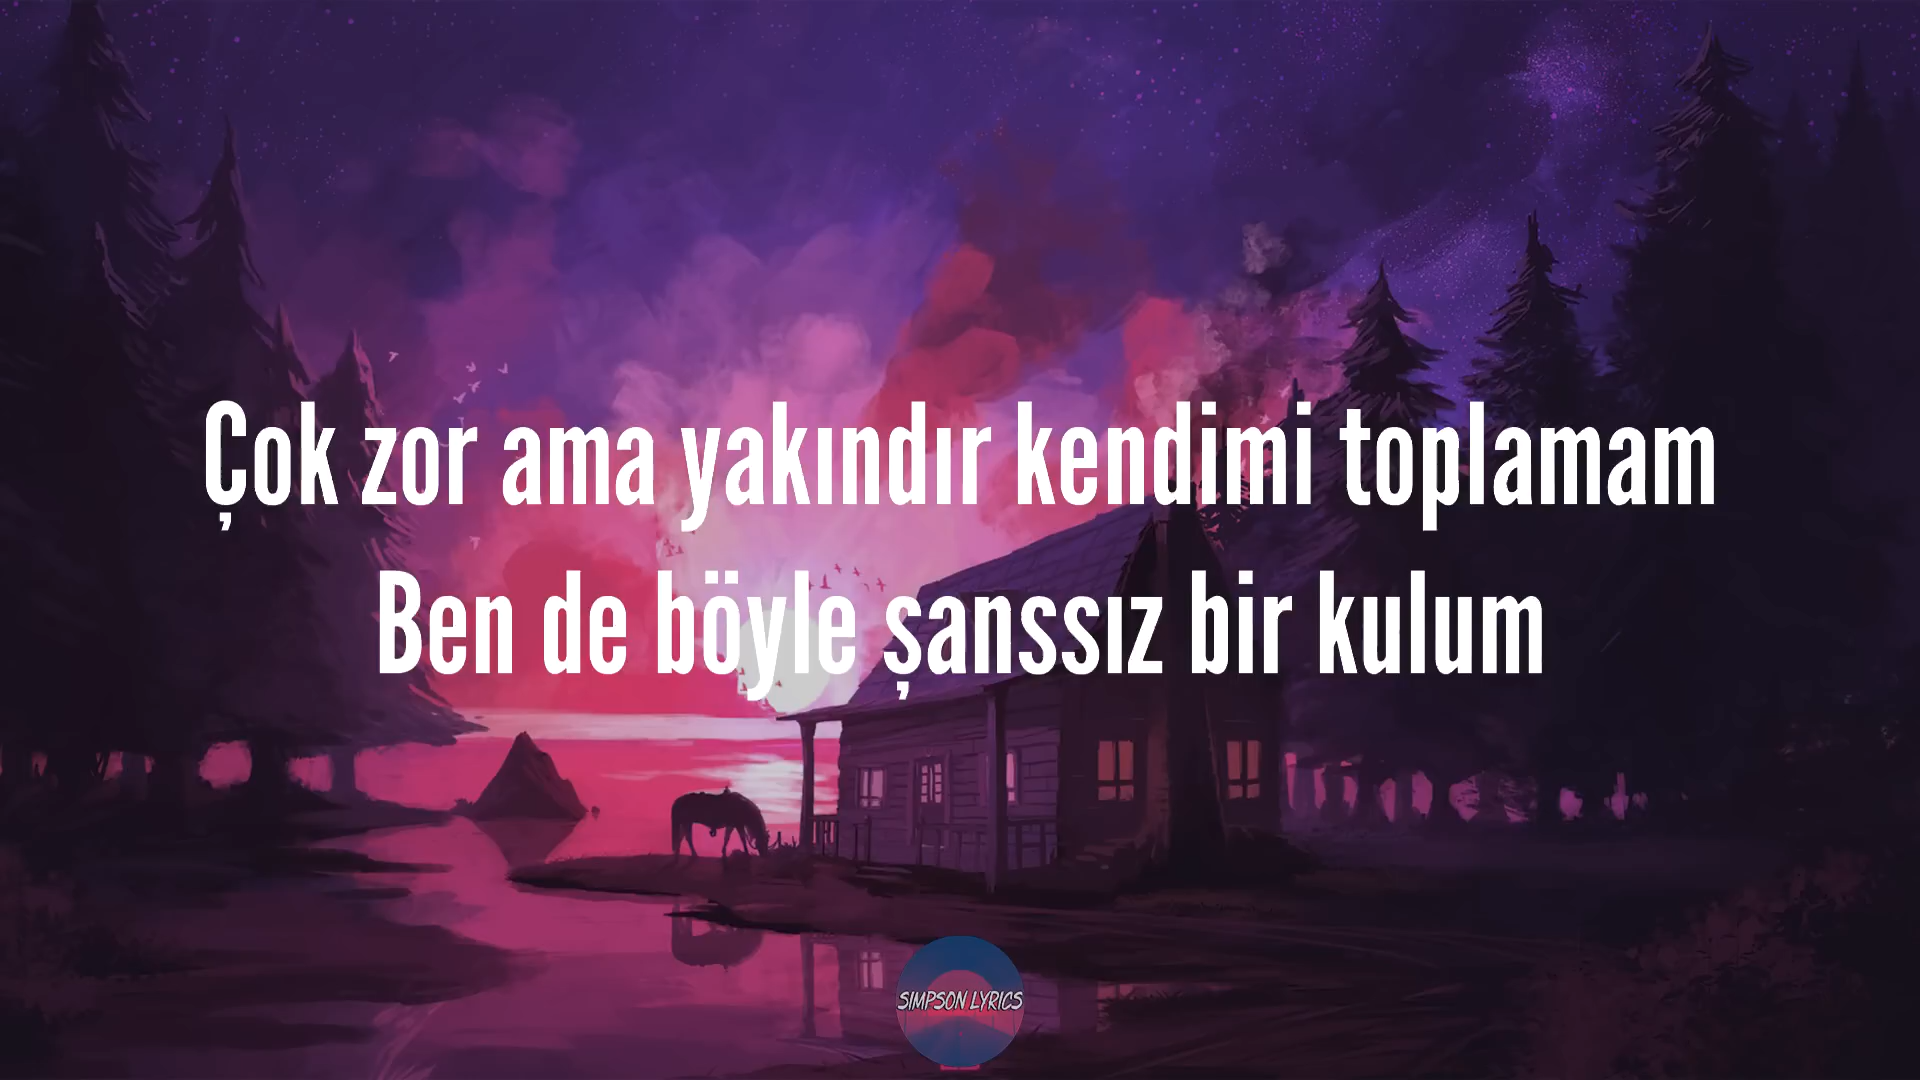 Çok zor ama yakındır kendimi toplamam
Ben de böyle şanssız bir kulum
SIMPSON LYRICS